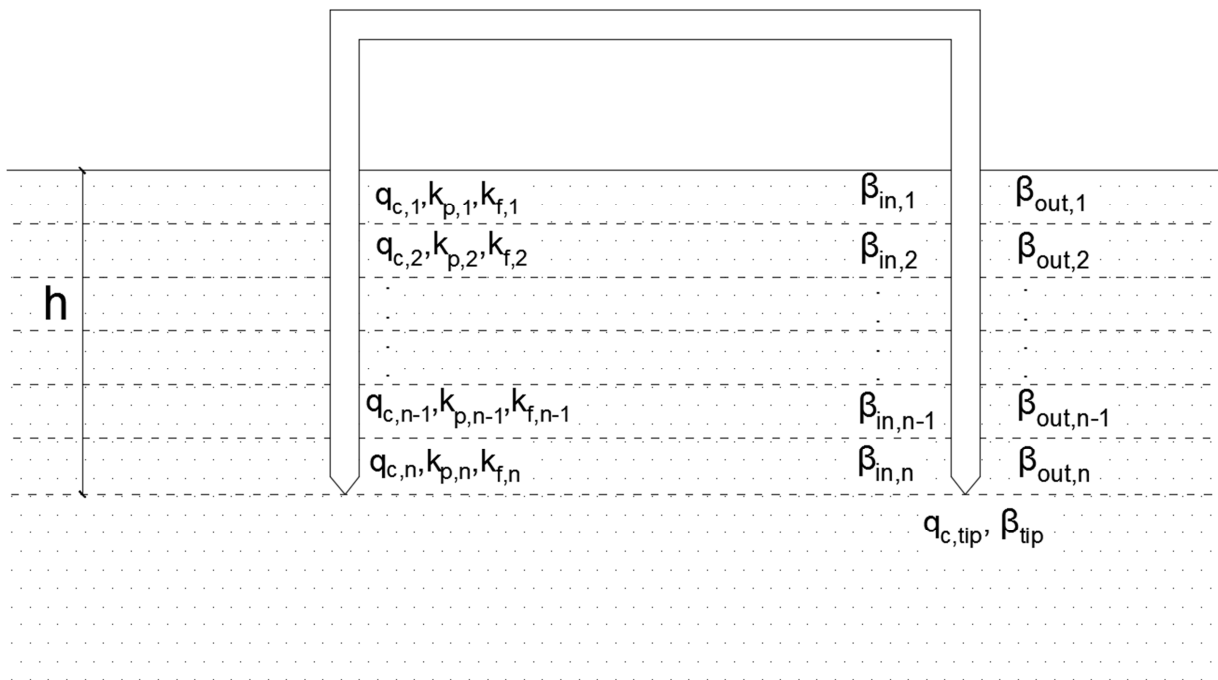 q_c,1,k_p,1,k_f,1 β_in,1 β_out,1
q_c,2,k_p,2,k_f,2 β_in,2 β_out,2
h
q_c,n-1,k_p,n-1,k_f,n-1 β_in,n-1 β_out,n-1
q_c,n,k_p,n,k_f,n β_in,n β_out,n
q_c,tip, β_tip